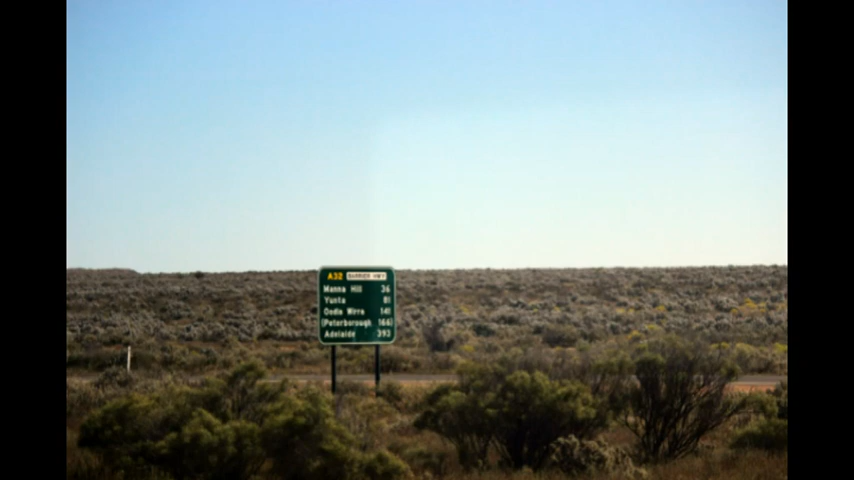 A32 BARRIER HWY
Manna Hill 36
Yunta 81
Oodla Wirra 141
(Peterborough 166)
Adelaide 393